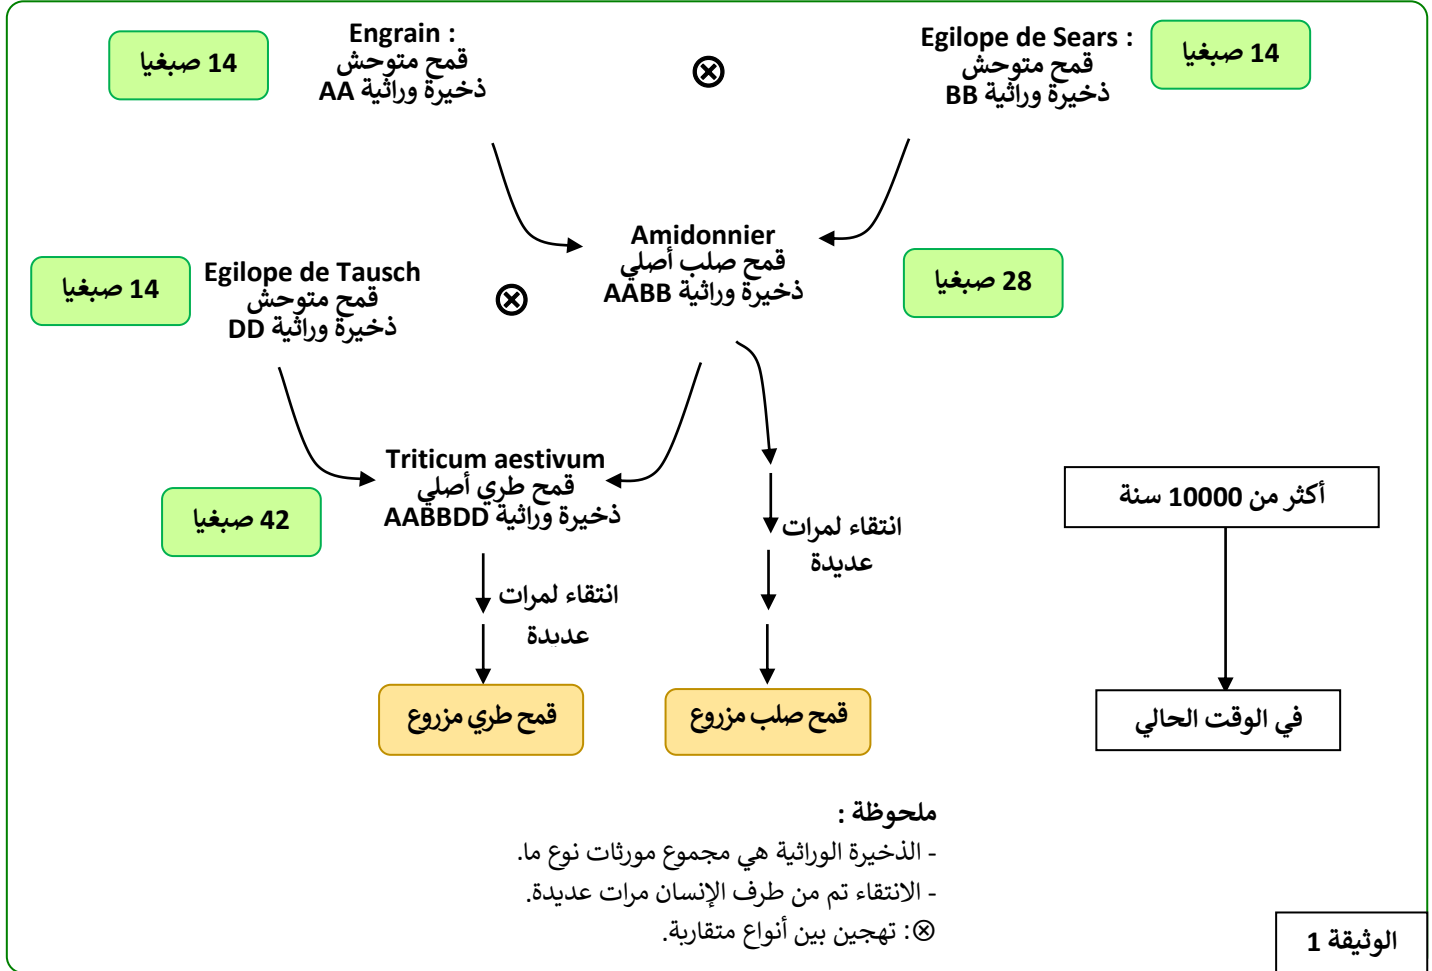 Engrain :
قمح متوحش
ذخيرة وراثية AA
14 صبغيا
⊗
Egilope de Sears :
قمح متوحش
ذخيرة وراثية BB
14 صبغيا
Amidonnier
قمح صلب أصلي
ذخيرة وراثية AABB
28 صبغيا
Egilope de Tausch
قمح متوحش
ذخيرة وراثية DD
14 صبغيا
⊗
Triticum aestivum
قمح طري أصلي
ذخيرة وراثية AABBDD
42 صبغيا
انتقاء لمرات
عديدة
انتقاء لمرات
عديدة
أكثر من 10000 سنة
قمح طري مزروع
قمح صلب مزروع
في الوقت الحالي
ملحوظة :
- الذخيرة الوراثية هي مجموع مورثات نوع ما.
- الانتقاء تم من طرف الإنسان مرات عديدة.
⊗: تهجين بين أنواع متقاربة.
الوثيقة 1